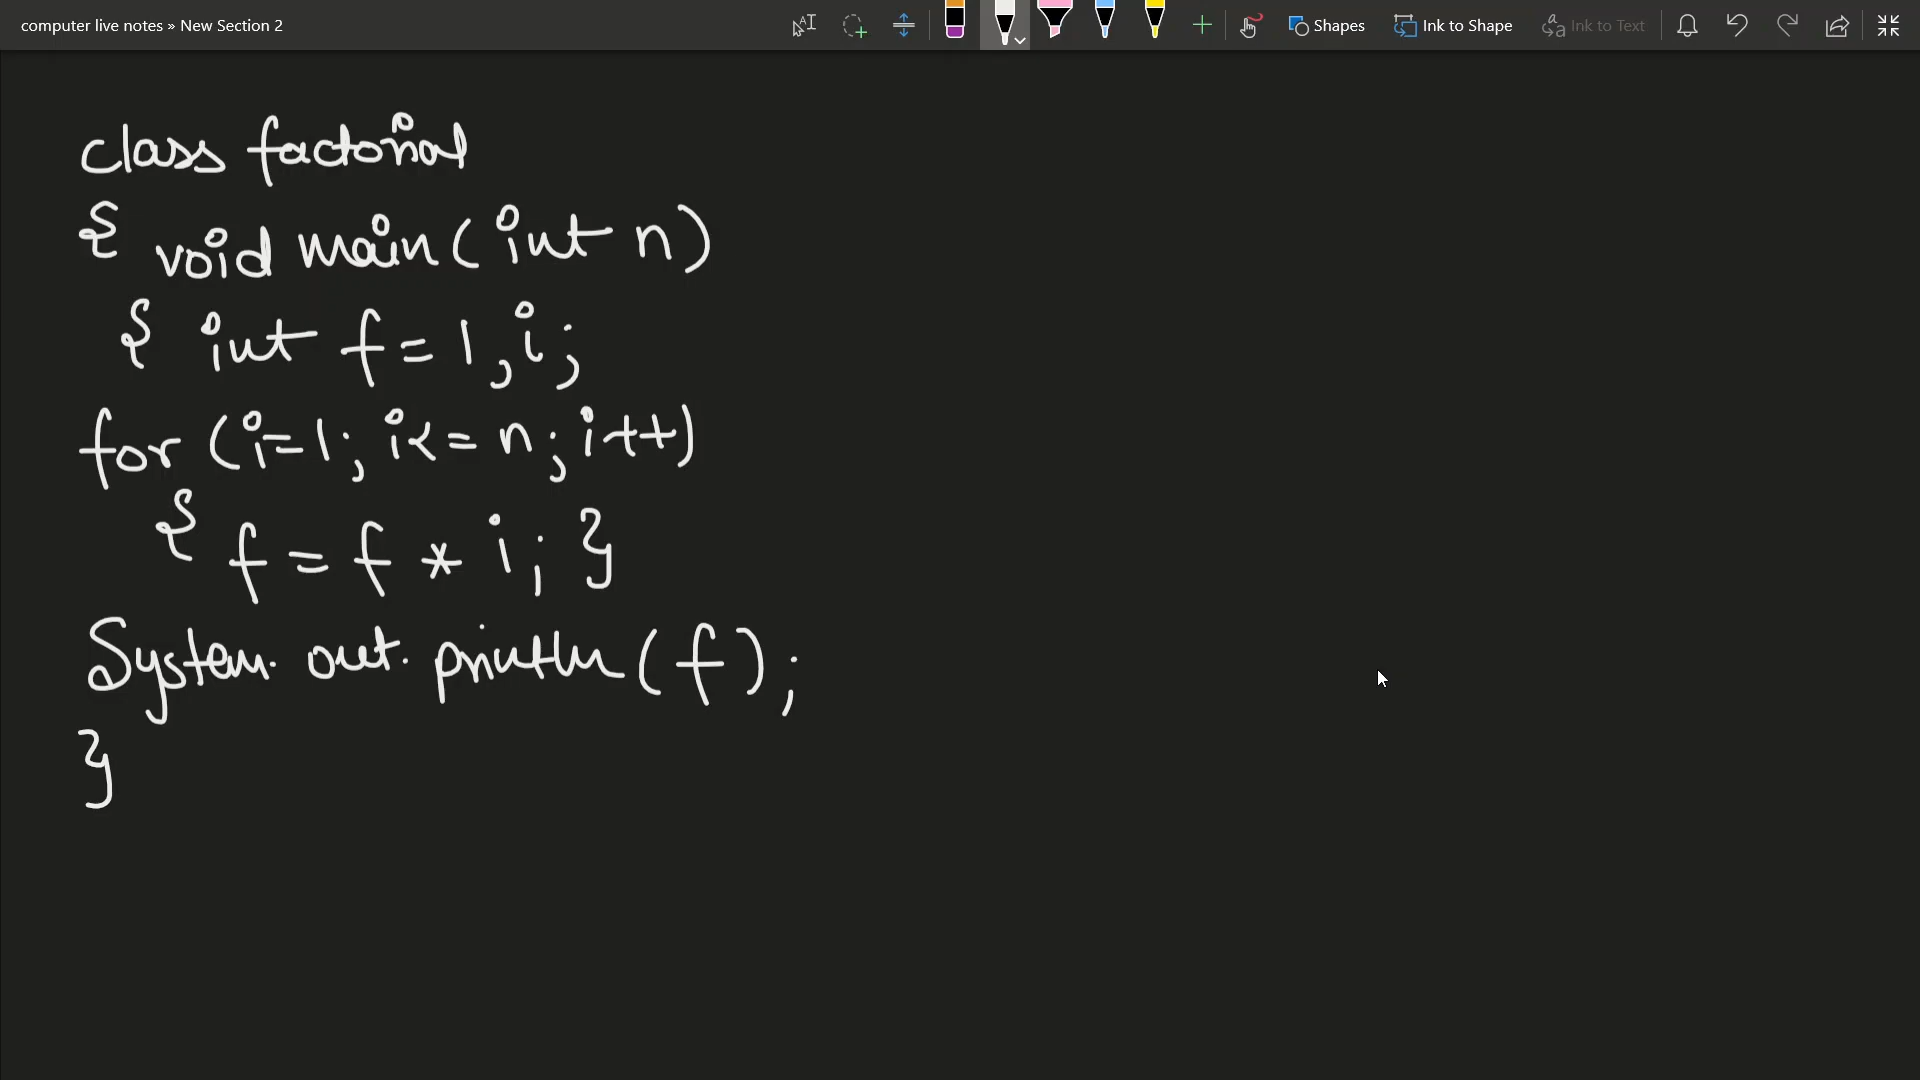 computer live notes » New Section 2
Shapes
Ink to Shape
Ink to Text
class factorial
{ void main ( int n )
{ int f = 1 , i ;
for ( i = 1 ; i < = n ; i ++ )
{ f = f * i ; }
System. out. println ( f ) ;
}